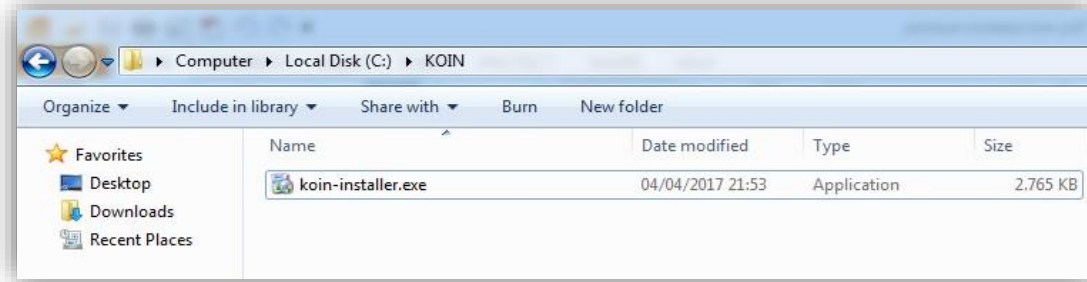 Computer ▸ Local Disk (C:) ▸ KOIN
Organize ▾ Include in library ▾ Share with ▾ Burn New folder
Favorites
Desktop
Downloads
Recent Places
Name Date modified Type Size
koin-installer.exe 04/04/2017 21:53 Application 2.765 KB